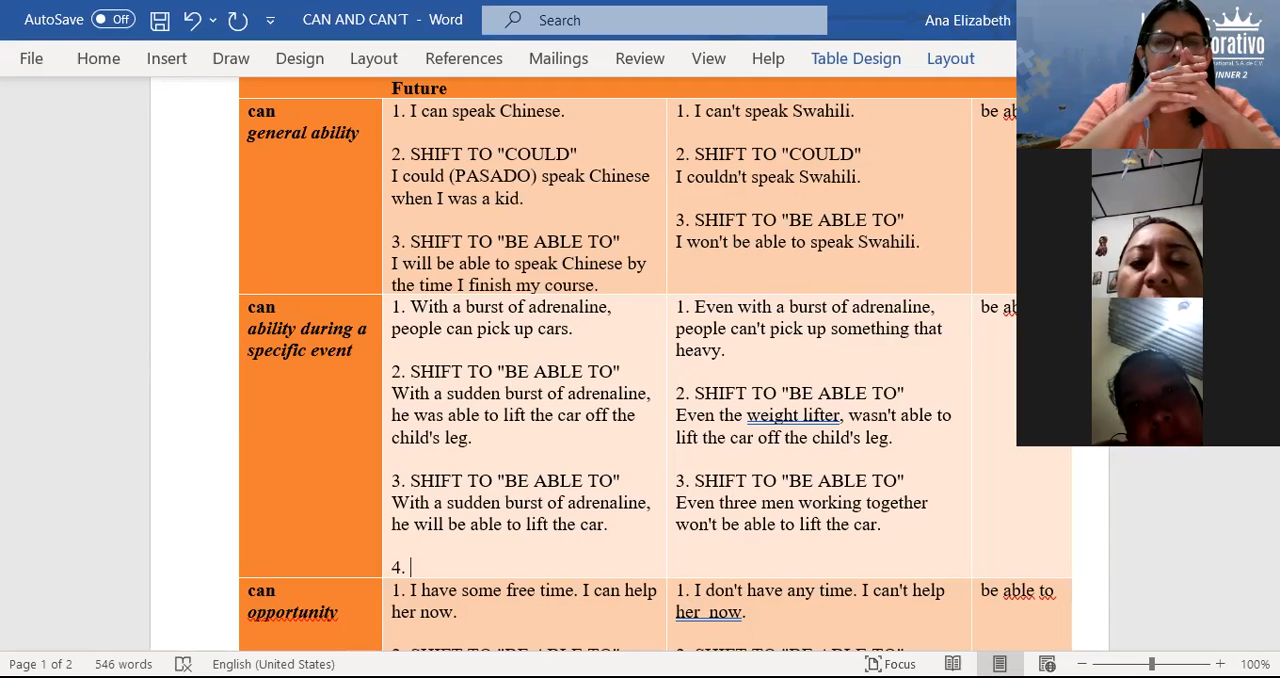 AutoSave Off CAN AND CAN'T - Word Search Ana Elizabeth
File Home Insert Draw Design Layout References Mailings Review View Help Table Design Layout
orativo
INNER 2
Future
can
general ability
1. I can speak Chinese.
2. SHIFT TO "COULD"
I could (PASADO) speak Chinese
when I was a kid.
3. SHIFT TO "BE ABLE TO"
I will be able to speak Chinese by
the time I finish my course.
1. I can't speak Swahili.
2. SHIFT TO "COULD"
I couldn't speak Swahili.
3. SHIFT TO "BE ABLE TO"
I won't be able to speak Swahili.
be ab
can
ability during a
specific event
1. With a burst of adrenaline,
people can pick up cars.
2. SHIFT TO "BE ABLE TO"
With a sudden burst of adrenaline,
he was able to lift the car off the
child's leg.
3. SHIFT TO "BE ABLE TO"
With a sudden burst of adrenaline,
he will be able to lift the car.
4.
1. Even with a burst of adrenaline,
people can't pick up something that
heavy.
2. SHIFT TO "BE ABLE TO"
Even the weight lifter, wasn't able to
lift the car off the child's leg.
3. SHIFT TO "BE ABLE TO"
Even three men working together
won't be able to lift the car.
be ab
can
opportunity
1. I have some free time. I can help
her now.
1. I don't have any time. I can't help
her now.
be able to
Page 1 of 2 546 words English (United States) Focus 100%